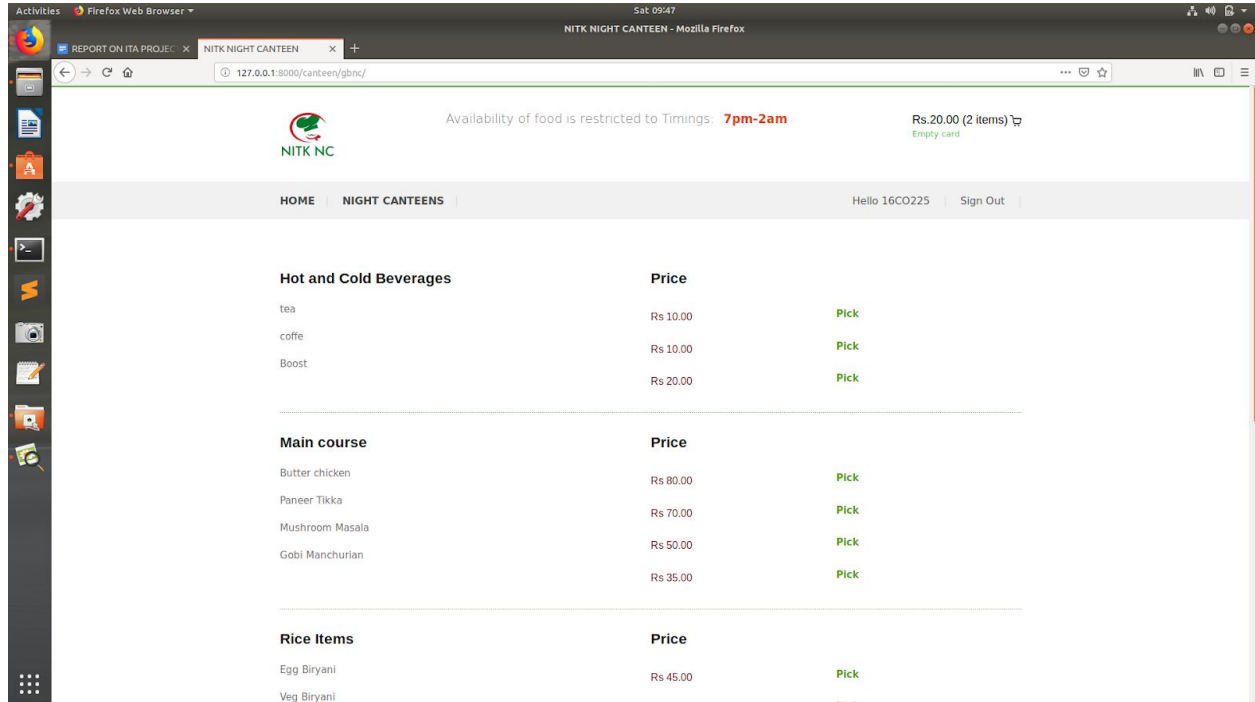 Activities Firefox Web Browser Sat 09:47
NITK NIGHT CANTEEN - Mozilla Firefox
REPORT ON ITA PROJEC NITK NIGHT CANTEEN
127.0.0.1:8000/canteen/gbnc/
NITK NC
Availability of food is restricted to Timings: 7pm-2am
Rs.20.00 (2 items)
Empty card
HOME NIGHT CANTEENS Hello 16CO225 Sign Out
Hot and Cold Beverages Price
tea Rs 10.00 Pick
coffe Rs 10.00 Pick
Boost Rs 20.00 Pick
Main course Price
Butter chicken Rs 80.00 Pick
Paneer Tikka Rs 70.00 Pick
Mushroom Masala Rs 50.00 Pick
Gobi Manchurian Rs 35.00 Pick
Rice Items Price
Egg Biryani Rs 45.00 Pick
Veg Biryani